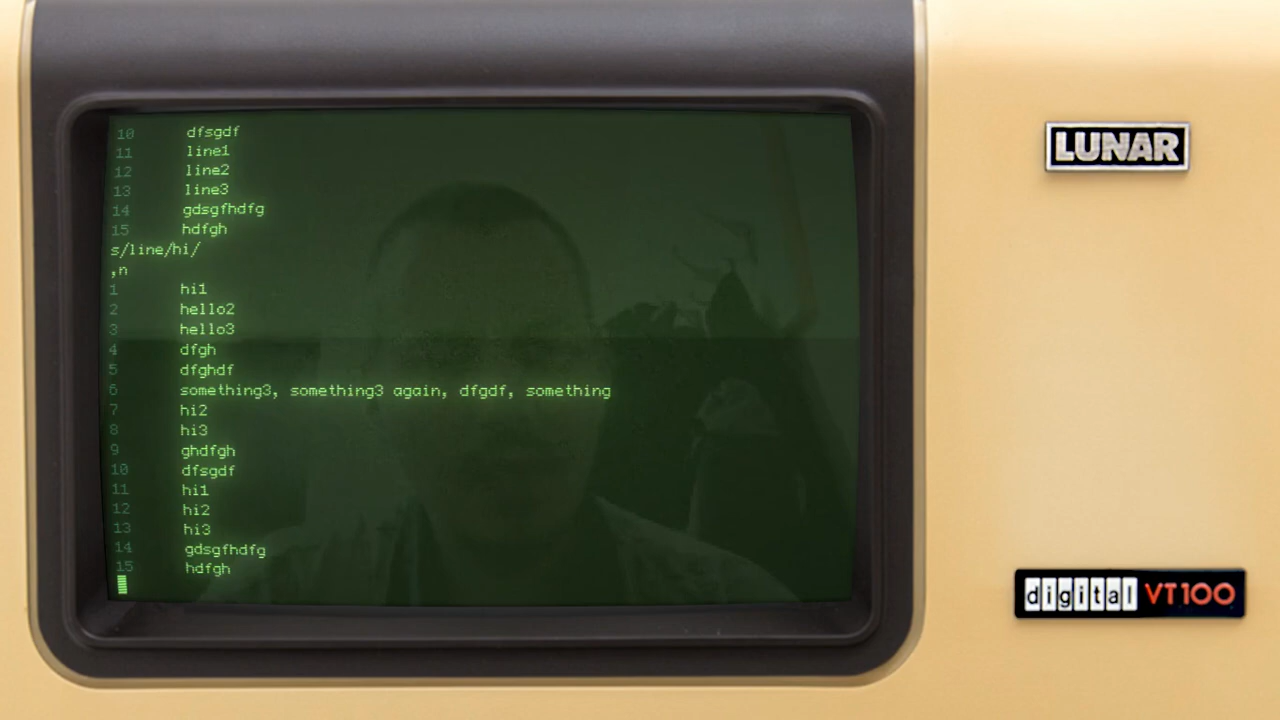 10 dfsgdf
11 line1
12 line2
13 line3
14 gdsgfhdfg
15 hdfgh
s/line/hi/
,n
1 hi1
2 hello2
3 hello3
4 dfgh
5 dfghdf
6 something3, something3 again, dfgdf, something
7 hi2
8 hi3
9 ghdfgh
10 dfsgdf
11 hi1
12 hi2
13 hi3
14 gdsgfhdfg
15 hdfgh
LUNAR
digital VT100